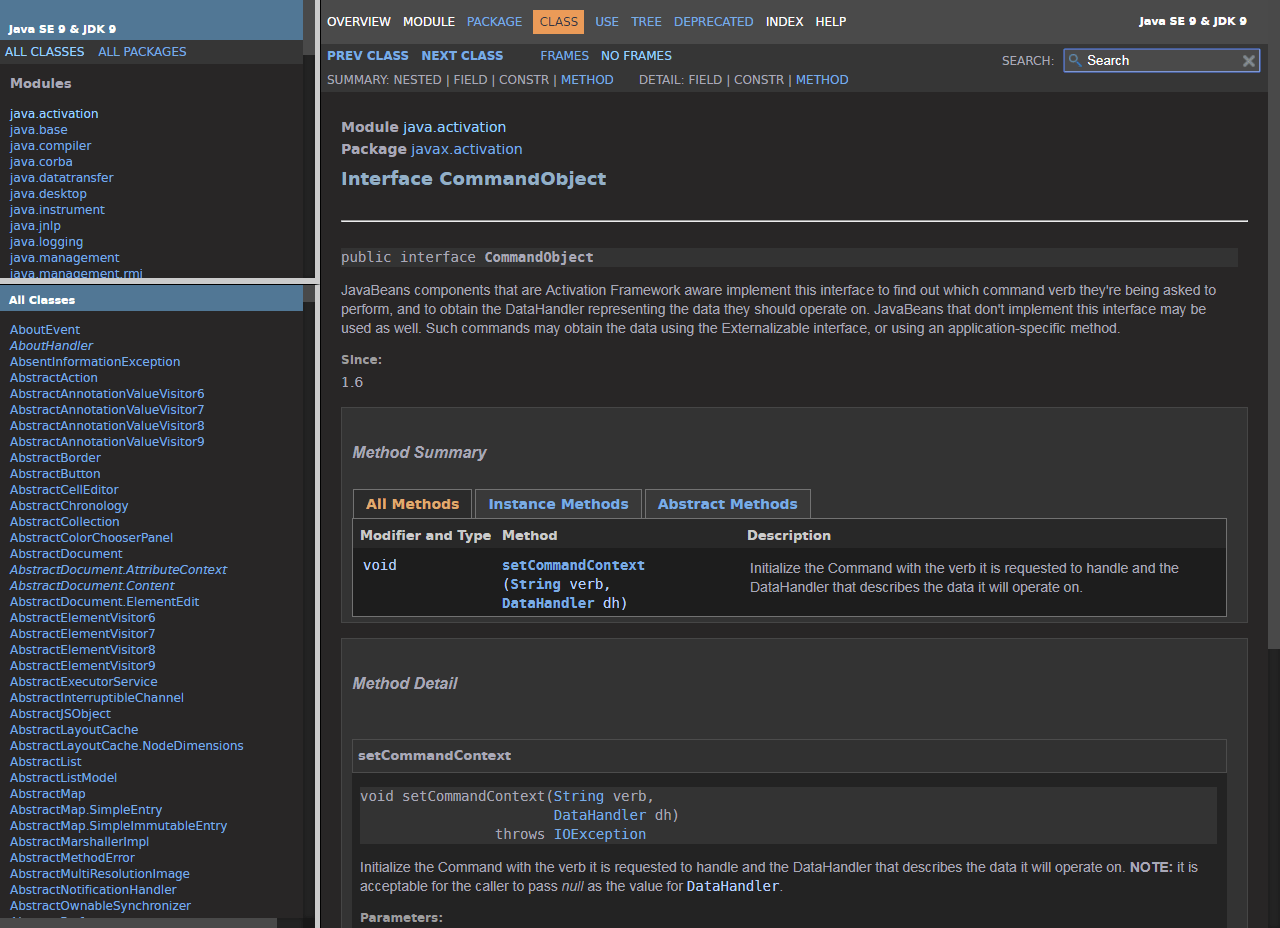 Java SE 9 & JDK 9
ALL CLASSES ALL PACKAGES
Modules
java.activation
java.base
java.compiler
java.corba
java.datatransfer
java.desktop
java.instrument
java.jnlp
java.logging
java.management
java.management.rmi
All Classes
AboutEvent
AboutHandler
AbsentInformationException
AbstractAction
AbstractAnnotationValueVisitor6
AbstractAnnotationValueVisitor7
AbstractAnnotationValueVisitor8
AbstractAnnotationValueVisitor9
AbstractBorder
AbstractButton
AbstractCellEditor
AbstractChronology
AbstractCollection
AbstractColorChooserPanel
AbstractDocument
AbstractDocument.AttributeContext
AbstractDocument.Content
AbstractDocument.ElementEdit
AbstractElementVisitor6
AbstractElementVisitor7
AbstractElementVisitor8
AbstractElementVisitor9
AbstractExecutorService
AbstractInterruptibleChannel
AbstractJSObject
AbstractLayoutCache
AbstractLayoutCache.NodeDimensions
AbstractList
AbstractListModel
AbstractMap
AbstractMap.SimpleEntry
AbstractMap.SimpleImmutableEntry
AbstractMarshallerImpl
AbstractMethodError
AbstractMultiResolutionImage
AbstractNotificationHandler
AbstractOwnableSynchronizer
OVERVIEW MODULE PACKAGE CLASS USE TREE DEPRECATED INDEX HELP
Java SE 9 & JDK 9
PREV CLASS NEXT CLASS FRAMES NO FRAMES
SEARCH: Search
SUMMARY: NESTED | FIELD | CONSTR | METHOD DETAIL: FIELD | CONSTR | METHOD
Module java.activation
Package javax.activation
Interface CommandObject
public interface CommandObject
JavaBeans components that are Activation Framework aware implement this interface to find out which command verb they're being asked to
perform, and to obtain the DataHandler representing the data they should operate on. JavaBeans that don't implement this interface may be
used as well. Such commands may obtain the data using the Externalizable interface, or using an application-specific method.
Since:
1.6
Method Summary
All Methods Instance Methods Abstract Methods
Modifier and Type Method Description
void setCommandContext Initialize the Command with the verb it is requested to handle and the
(String verb, DataHandler that describes the data it will operate on.
DataHandler dh)
Method Detail
setCommandContext
void setCommandContext(String verb,
DataHandler dh)
throws IOException
Initialize the Command with the verb it is requested to handle and the DataHandler that describes the data it will operate on. NOTE: it is
acceptable for the caller to pass null as the value for DataHandler.
Parameters: